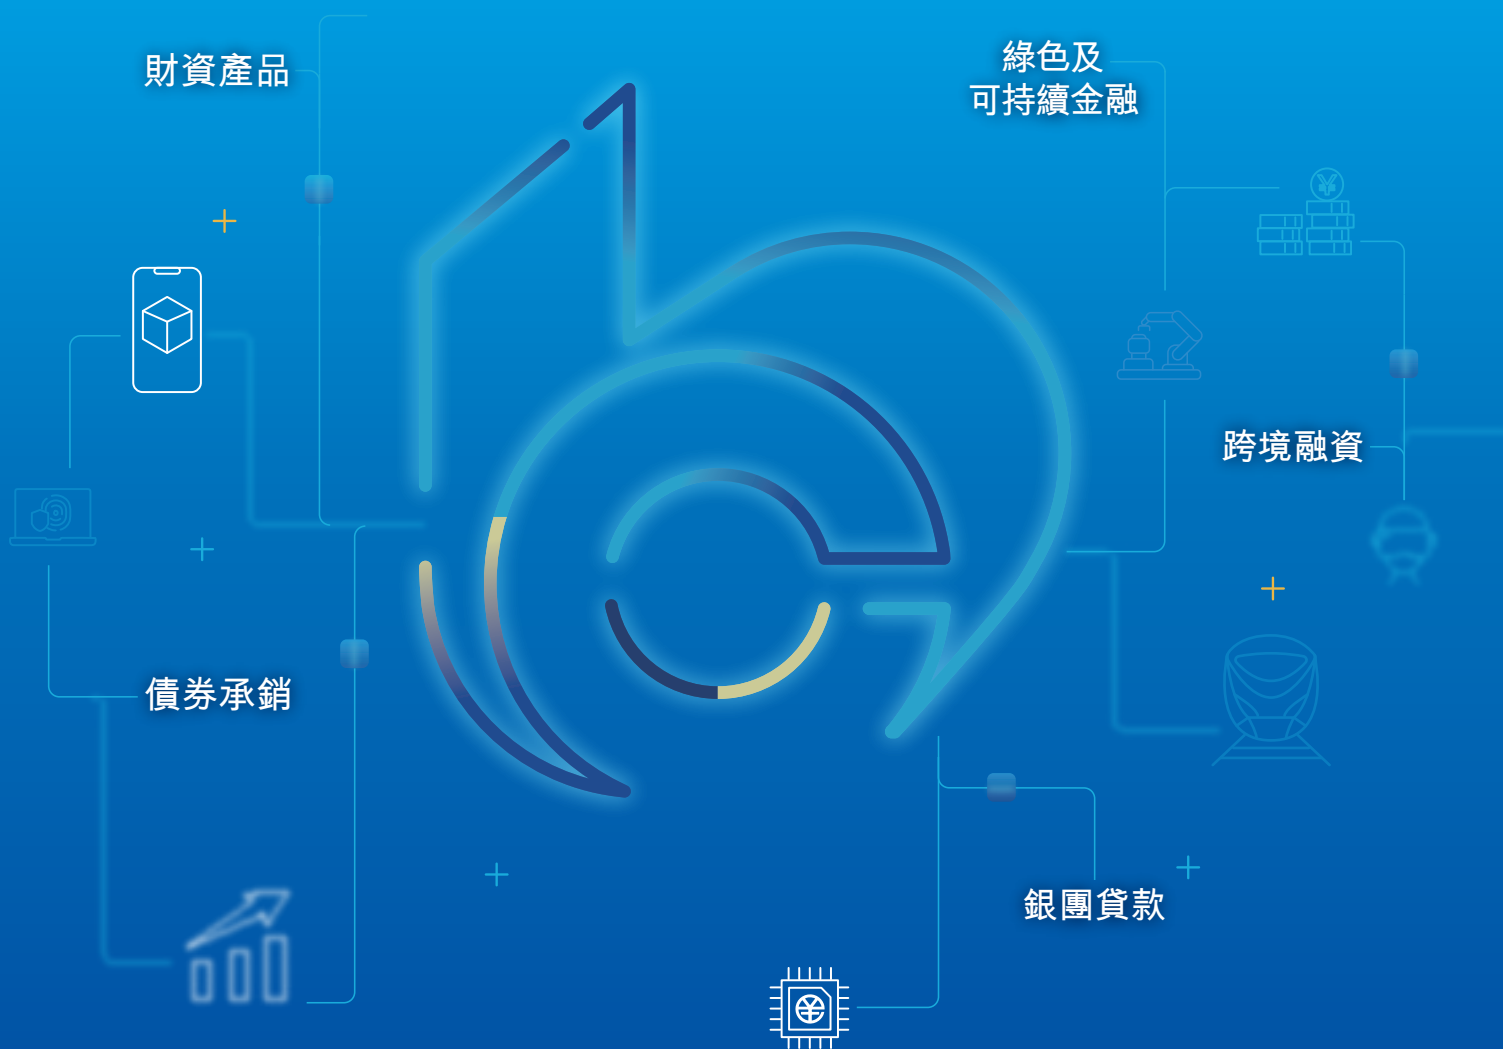 財資產品
綠色及
可持續金融
跨境融資
債券承銷
銀團貸款